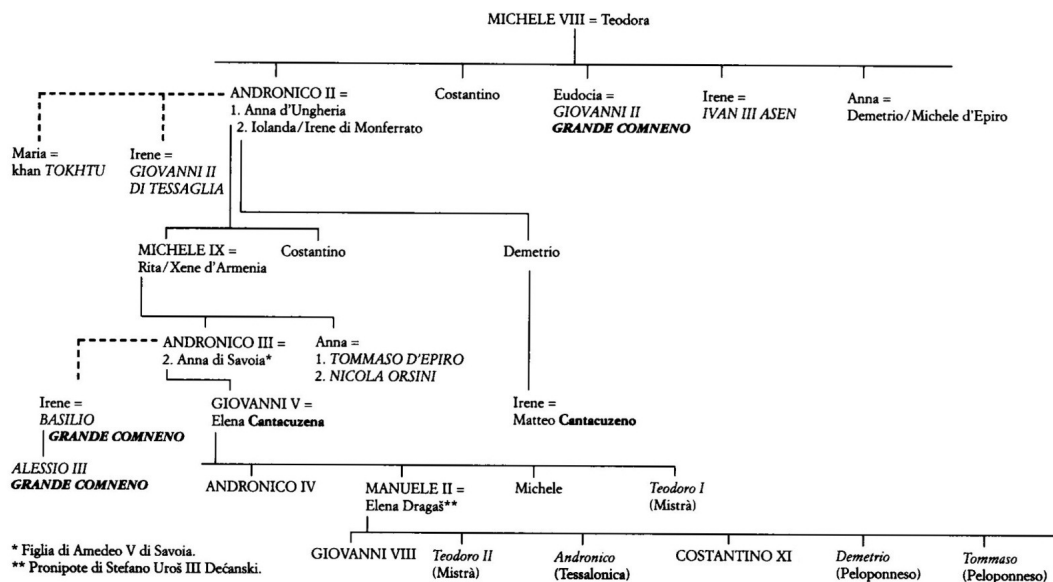 MICHELE VIII = Teodora
ANDRONICO II =
1. Anna d'Ungheria
2. Iolanda/Irene di Monferrato
Costantino
Eudocia =
GIOVANNI II
GRANDE COMNENO
Irene =
IVAN III ASEN
Anna =
Demetrio/Michele d'Epiro
Maria =
khan TOKHTU
Irene =
GIOVANNI II
DI TESSAGLIA
MICHELE IX =
Rita/Xene d'Armenia
Costantino
Demetrio
ANDRONICO III =
2. Anna di Savoia*
Anna =
1. TOMMASO D'EPIRO
2. NICOLA ORSINI
Irene =
BASILIO
GRANDE COMNENO
GIOVANNI V =
Elena Cantacuzena
Irene =
Matteo Cantacuzeno
ALESSIO III
GRANDE COMNENO
ANDRONICO IV
MANUELE II =
Elena Dragaš**
Michele
Teodoro I
(Mistrà)
GIOVANNI VIII
Teodoro II
(Mistrà)
Andronico
(Tessalonica)
COSTANTINO XI
Demetrio
(Peloponneso)
Tommaso
(Peloponneso)
* Figlia di Amedeo V di Savoia.
** Pronipote di Stefano Uroš III Dećanski.